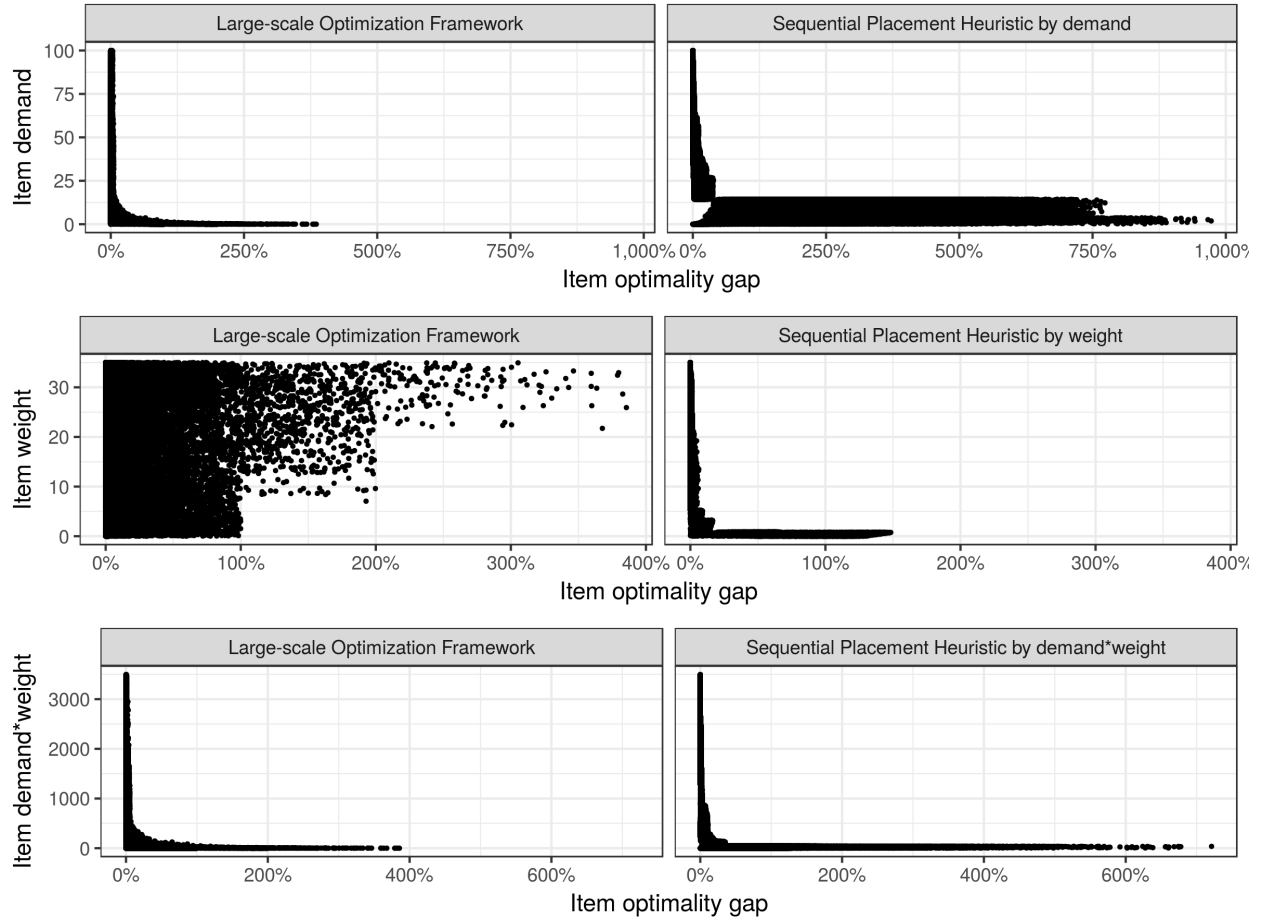 Large-scale Optimization Framework
Sequential Placement Heuristic by demand
Item demand
100
75
50
25
0
0% 250% 500% 750% 1,000%
0% 250% 500% 750% 1,000%
Item optimality gap
Large-scale Optimization Framework
Sequential Placement Heuristic by weight
Item weight
30
20
10
0
0% 100% 200% 300% 400%
0% 100% 200% 300% 400%
Item optimality gap
Large-scale Optimization Framework
Sequential Placement Heuristic by demand*weight
Item demand*weight
3000
2000
1000
0
0% 200% 400% 600%
0% 200% 400% 600%
Item optimality gap